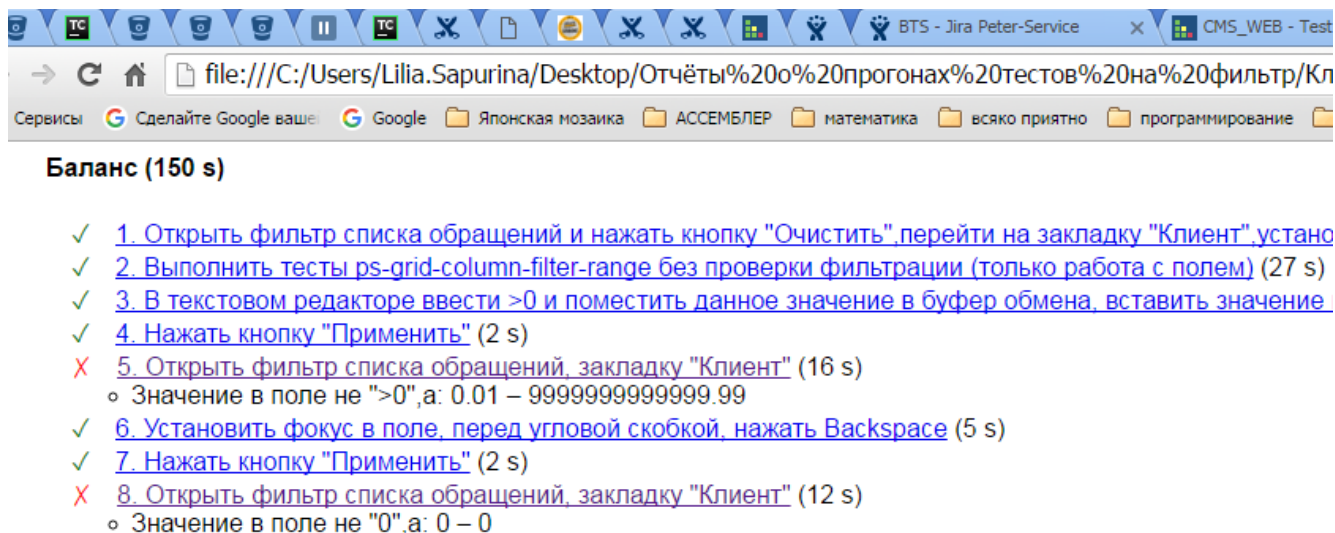 BTS - Jira Peter-Service CMS_WEB - Test
file:///C:/Users/Lilia.Sapurina/Desktop/Отчёты%20о%20прогонах%20тестов%20на%20фильтр/Кл
Сервисы Сделайте Google ваше Google Японская мозаика АССЕМБЛЕР математика всяко приятно программирование
Баланс (150 s)
✓ 1. Открыть фильтр списка обращений и нажать кнопку "Очистить",перейти на закладку "Клиент",устано
✓ 2. Выполнить тесты ps-grid-column-filter-range без проверки фильтрации (только работа с полем) (27 s)
✓ 3. В текстовом редакторе ввести >0 и поместить данное значение в буфер обмена, вставить значение
✓ 4. Нажать кнопку "Применить" (2 s)
✗ 5. Открыть фильтр списка обращений, закладку "Клиент" (16 s)
Значение в поле не ">0",а: 0.01 – 9999999999999.99
✓ 6. Установить фокус в поле, перед угловой скобкой, нажать Backspace (5 s)
✓ 7. Нажать кнопку "Применить" (2 s)
✗ 8. Открыть фильтр списка обращений, закладку "Клиент" (12 s)
Значение в поле не "0",а: 0 – 0